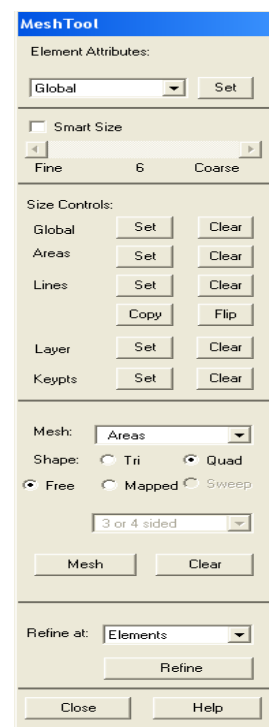 MeshTool
Element Attributes:
Global Set
Smart Size
Fine 6 Coarse
Size Controls:
Global Set Clear
Areas Set Clear
Lines Set Clear
Copy Flip
Layer Set Clear
Keypts Set Clear
Mesh: Areas
Shape: Tri Quad
Free Mapped Sweep
3 or 4 sided
Mesh Clear
Refine at: Elements
Refine
Close Help